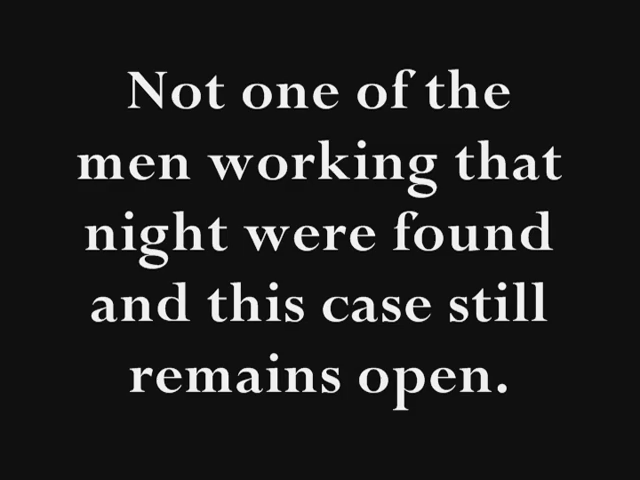 Not one of the
men working that
night were found
and this case still
remains open.